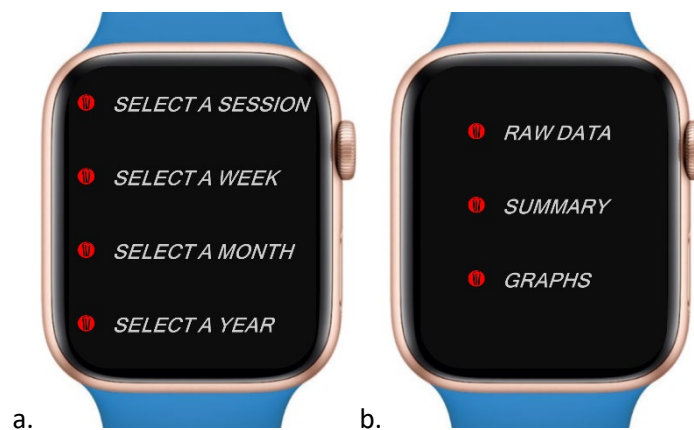 SELECT A SESSION
SELECT A WEEK
SELECT A MONTH
SELECT A YEAR
a.
RAW DATA
SUMMARY
GRAPHS
b.